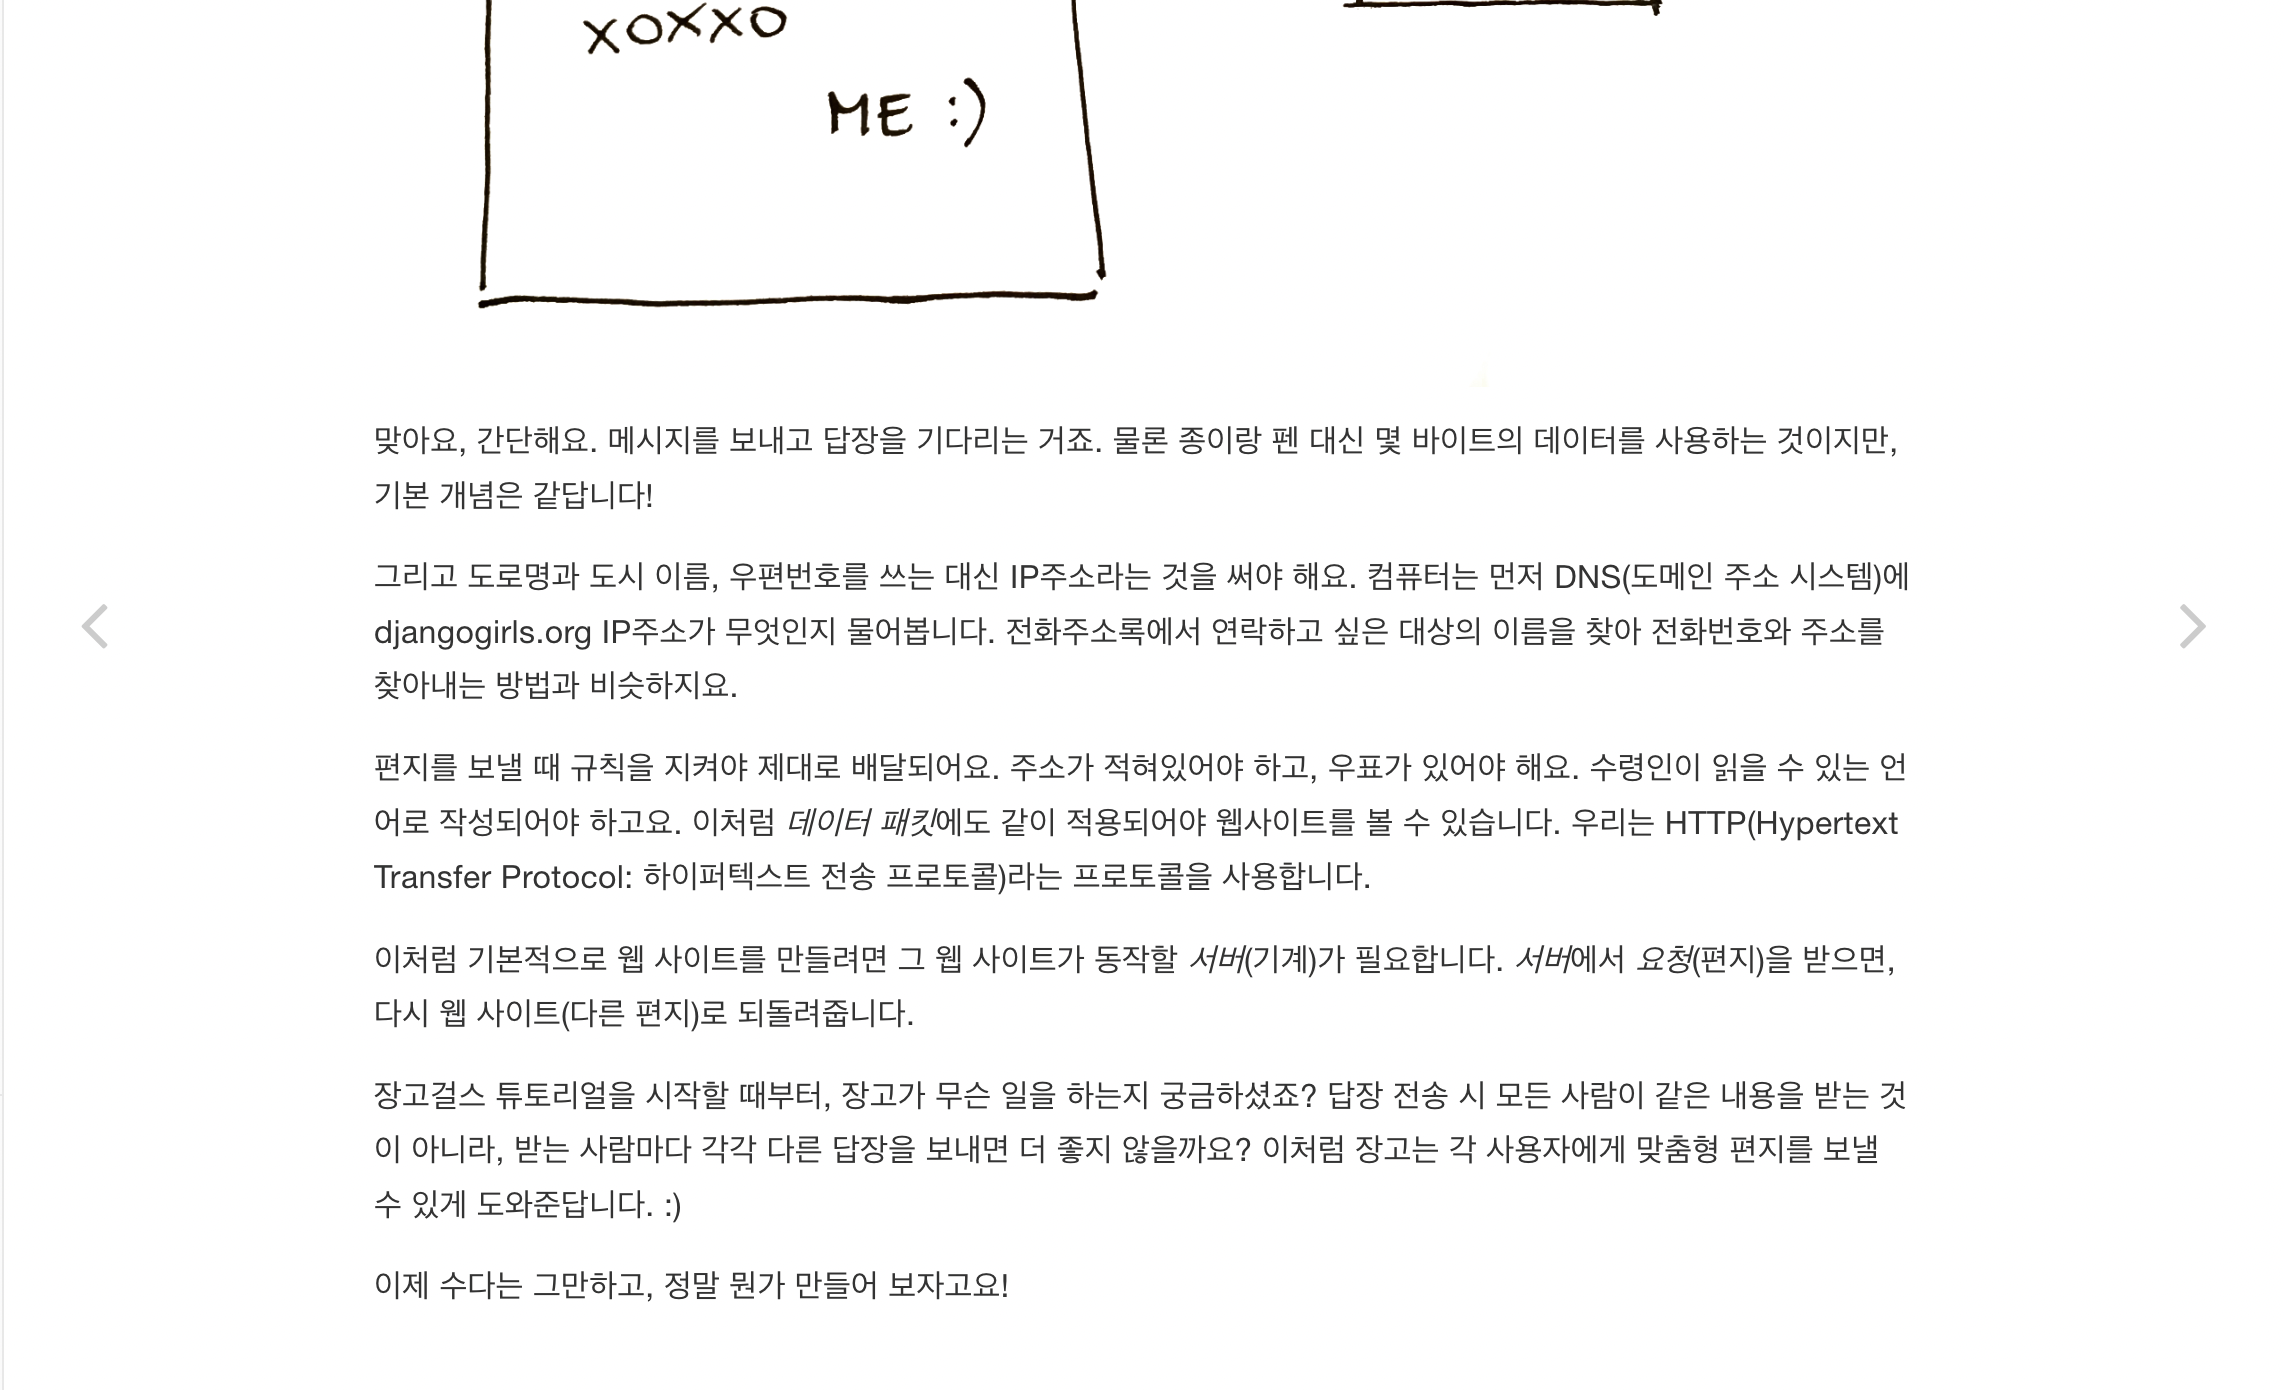 xoxxo
ME :)
맞아요, 간단해요. 메시지를 보내고 답장을 기다리는 거죠. 물론 종이랑 펜 대신 몇 바이트의 데이터를 사용하는 것이지만,
기본 개념은 같답니다!
그리고 도로명과 도시 이름, 우편번호를 쓰는 대신 IP주소라는 것을 써야 해요. 컴퓨터는 먼저 DNS(도메인 주소 시스템)에
djangogirls.org IP주소가 무엇인지 물어봅니다. 전화주소록에서 연락하고 싶은 대상의 이름을 찾아 전화번호와 주소를
찾아내는 방법과 비슷하지요.
편지를 보낼 때 규칙을 지켜야 제대로 배달되어요. 주소가 적혀있어야 하고, 우표가 있어야 해요. 수령인이 읽을 수 있는 언
어로 작성되어야 하고요. 이처럼 데이터 패킷에도 같이 적용되어야 웹사이트를 볼 수 있습니다. 우리는 HTTP(Hypertext
Transfer Protocol: 하이퍼텍스트 전송 프로토콜)라는 프로토콜을 사용합니다.
이처럼 기본적으로 웹 사이트를 만들려면 그 웹 사이트가 동작할 서버(기계)가 필요합니다. 서버에서 요청(편지)을 받으면,
다시 웹 사이트(다른 편지)로 되돌려줍니다.
장고걸스 튜토리얼을 시작할 때부터, 장고가 무슨 일을 하는지 궁금하셨죠? 답장 전송 시 모든 사람이 같은 내용을 받는 것
이 아니라, 받는 사람마다 각각 다른 답장을 보내면 더 좋지 않을까요? 이처럼 장고는 각 사용자에게 맞춤형 편지를 보낼
수 있게 도와준답니다. :)
이제 수다는 그만하고, 정말 뭔가 만들어 보자고요!